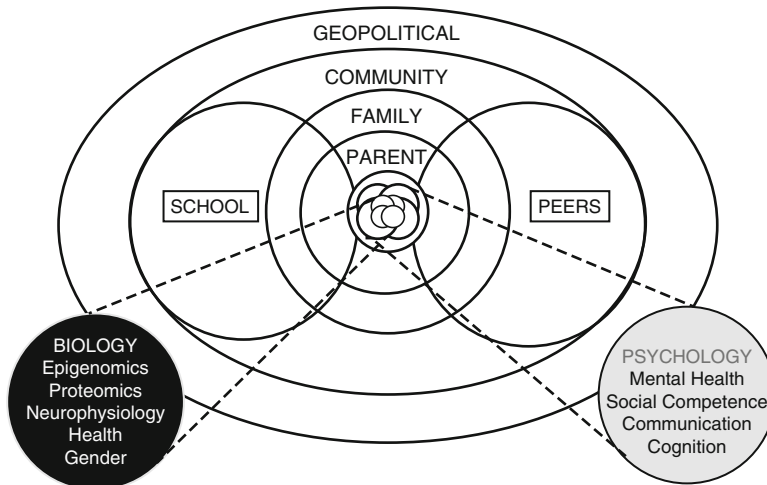 GEOPOLITICAL
COMMUNITY
FAMILY
PARENT
SCHOOL
PEERS
BIOLOGY
Epigenomics
Proteomics
Neurophysiology
Health
Gender
PSYCHOLOGY
Mental Health
Social Competence
Communication
Cognition